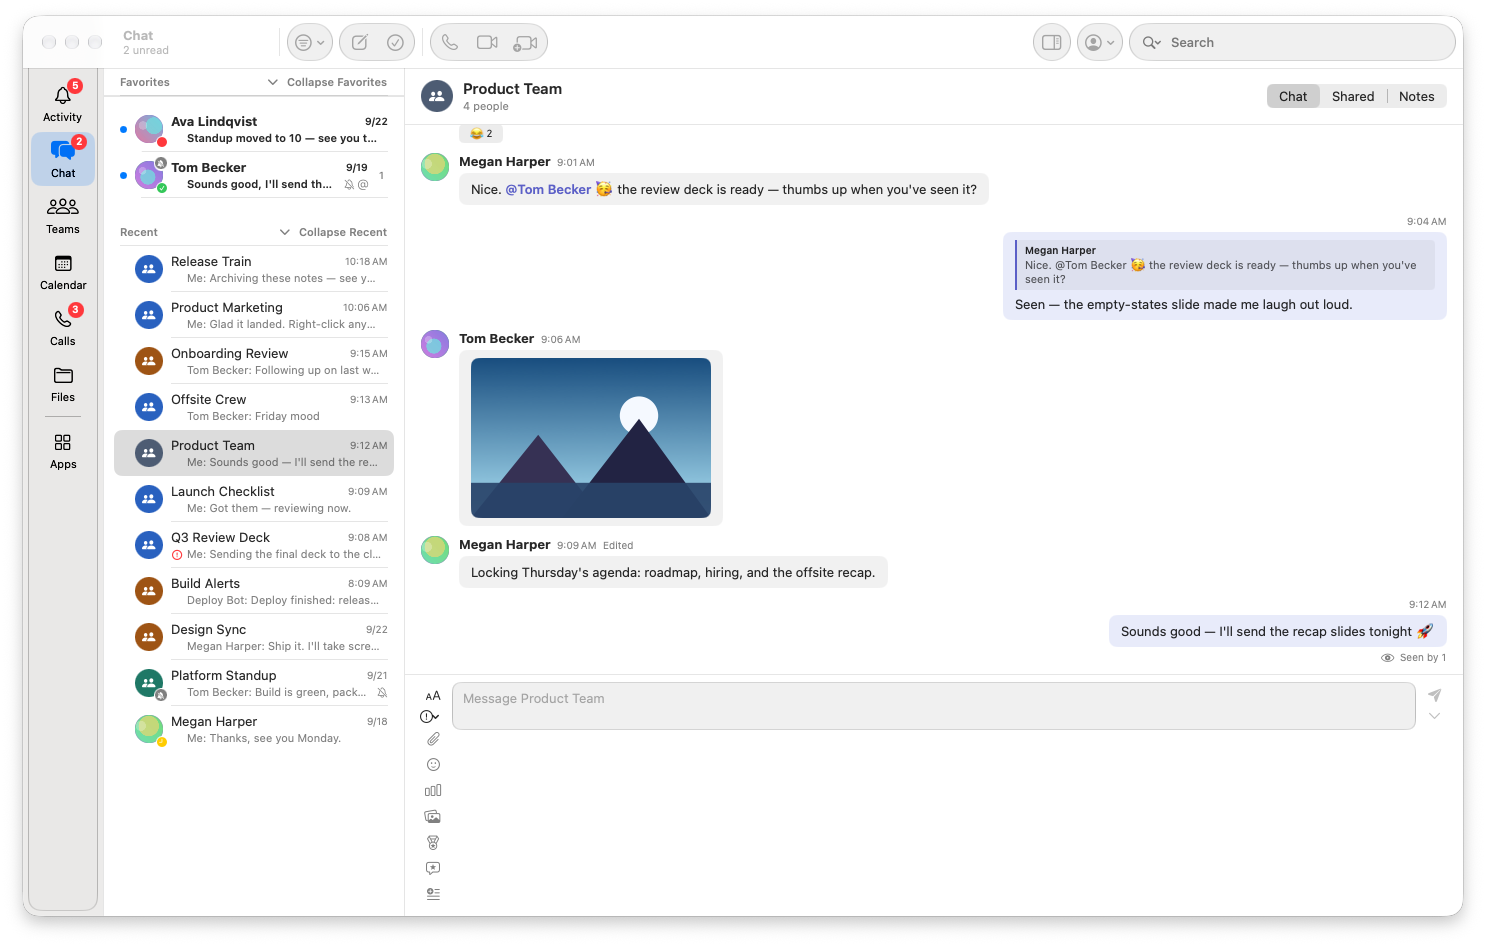 Chat
2 unread
Search
5
Activity
2
Chat
Teams
Calendar
3
Calls
Files
Apps
Favorites
Collapse Favorites
Ava Lindqvist
9/22
Standup moved to 10 — see you t...
Tom Becker
9/19
Sounds good, I'll send th...
@
1
Recent
Collapse Recent
Release Train
10:18 AM
Me: Archiving these notes — see y...
Product Marketing
10:06 AM
Me: Glad it landed. Right-click any...
Onboarding Review
9:15 AM
Tom Becker: Following up on last w...
Offsite Crew
9:13 AM
Tom Becker: Friday mood
Product Team
9:12 AM
Me: Sounds good — I'll send the re...
Launch Checklist
9:09 AM
Me: Got them — reviewing now.
Q3 Review Deck
9:08 AM
Me: Sending the final deck to the cl...
Build Alerts
8:09 AM
Deploy Bot: Deploy finished: releas...
Design Sync
9/22
Megan Harper: Ship it. I'll take scre...
Platform Standup
9/21
Tom Becker: Build is green, pack...
Megan Harper
9/18
Me: Thanks, see you Monday.
Product Team
4 people
Chat
Shared
Notes
😂 2
Megan Harper 9:01 AM
Nice. @Tom Becker 🥳 the review deck is ready — thumbs up when you've seen it?
9:04 AM
Megan Harper
Nice. @Tom Becker 🥳 the review deck is ready — thumbs up when you've
seen it?
Seen — the empty-states slide made me laugh out loud.
Tom Becker 9:06 AM
Megan Harper 9:09 AM Edited
Locking Thursday's agenda: roadmap, hiring, and the offsite recap.
9:12 AM
Sounds good — I'll send the recap slides tonight 🚀
Seen by 1
AA
Message Product Team